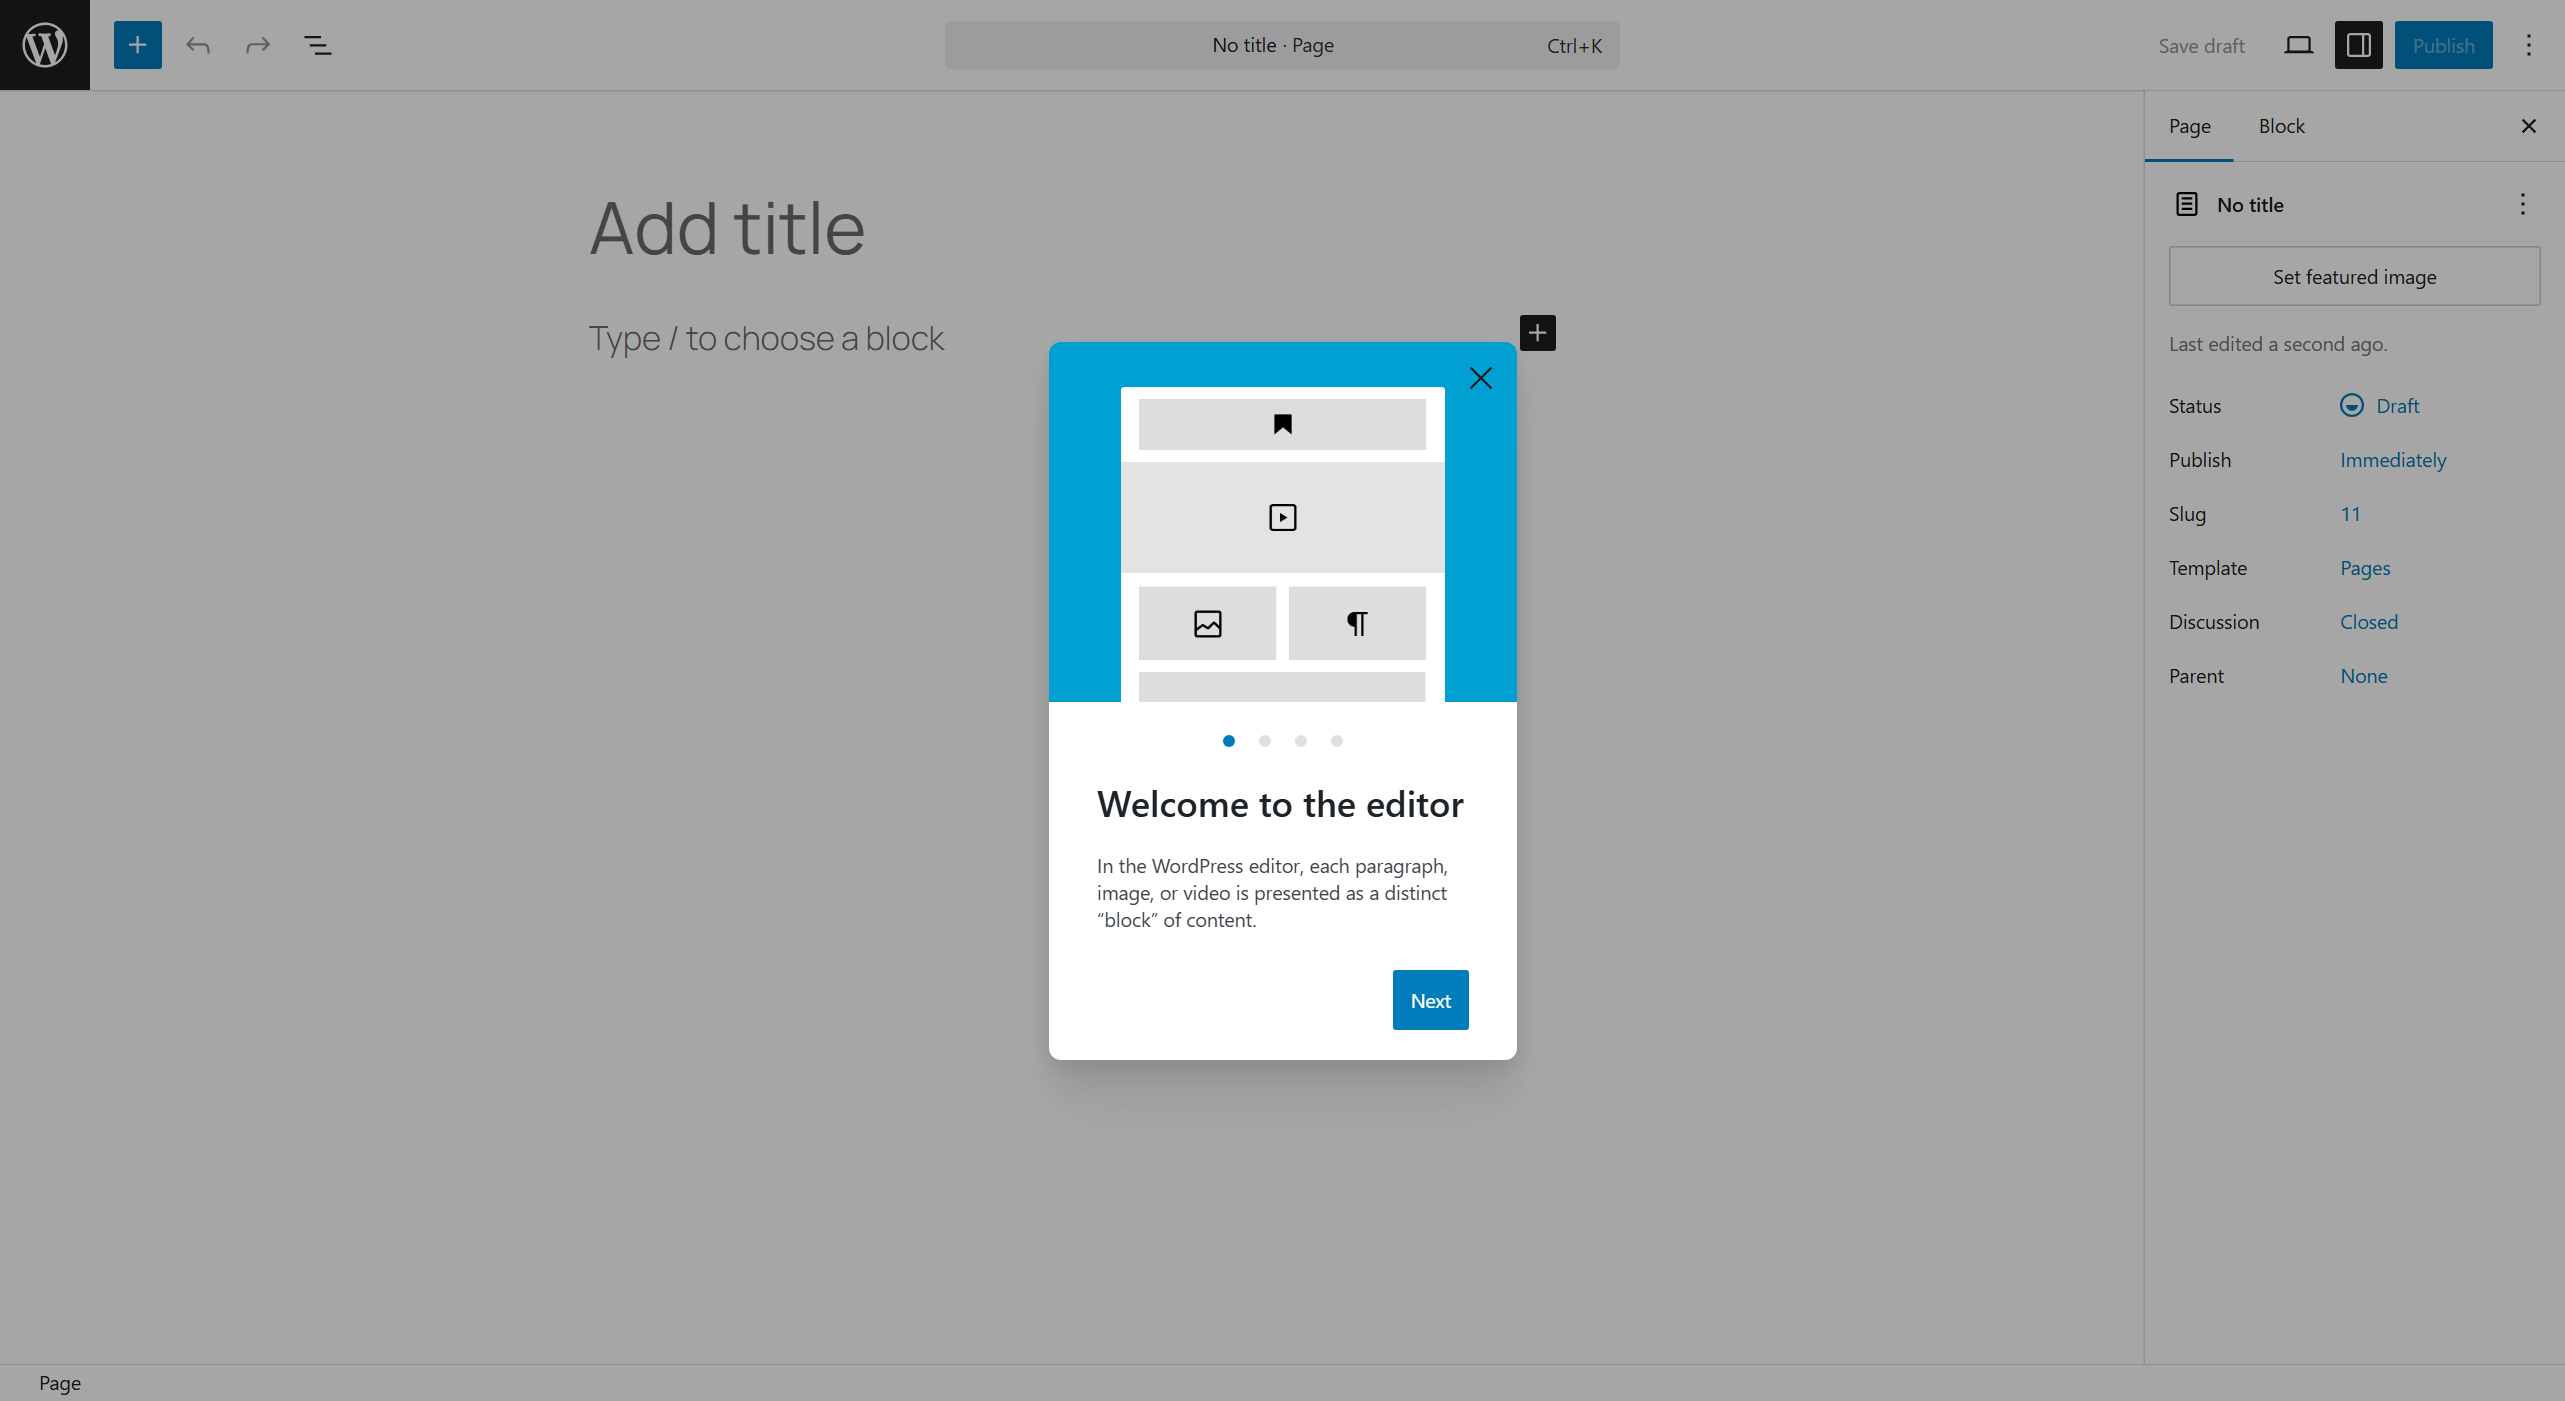 No title · Page
Ctrl+K
Save draft
Publish
Add title
Type / to choose a block
Page
Block
No title
Set featured image
Last edited a second ago.
Status
Draft
Publish
Immediately
Slug
11
Template
Pages
Discussion
Closed
Parent
None
Welcome to the editor
In the WordPress editor, each paragraph,
image, or video is presented as a distinct
“block” of content.
Next
Page